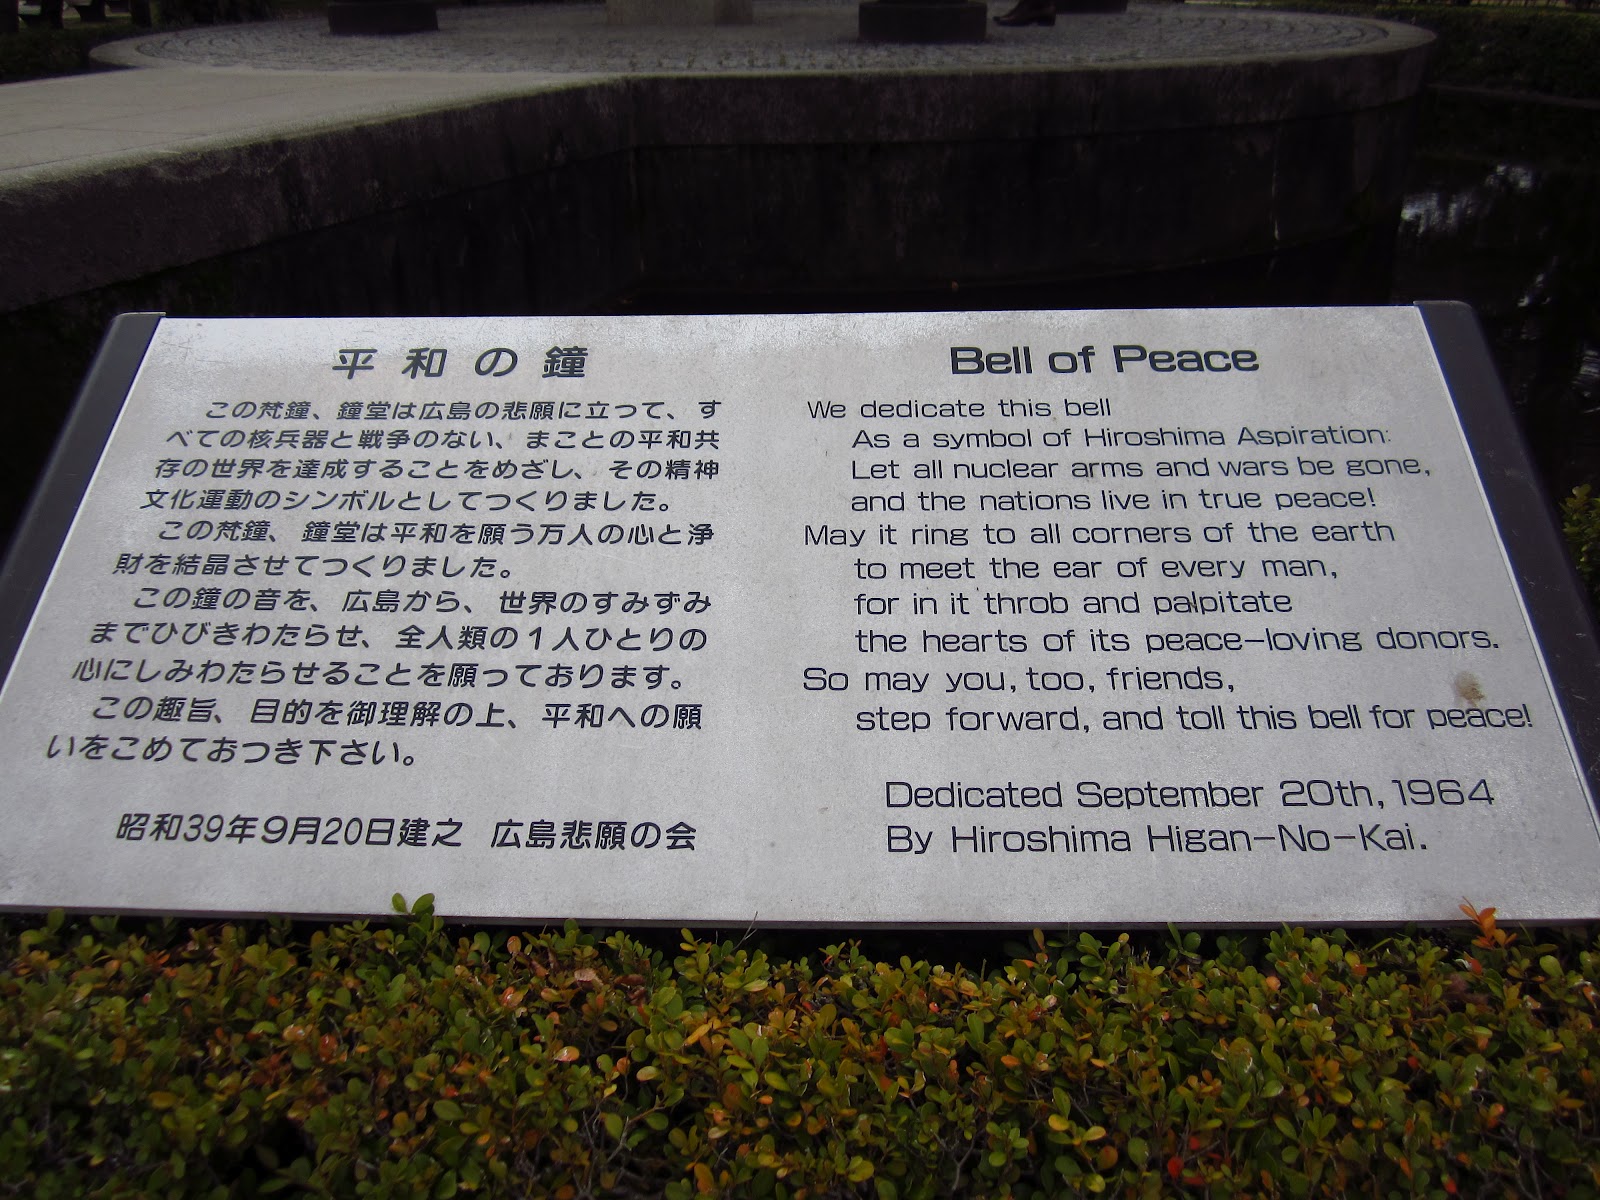 平和の鐘
この梵鐘、鐘堂は広島の悲願に立って、す
べての核兵器と戦争のない、まことの平和共
存の世界を達成することをめざし、その精神
文化運動のシンボルとしてつくりました。
この梵鐘、鐘堂は平和を願う万人の心と浄
財を結晶させてつくりました。
この鐘の音を、広島から、世界のすみずみ
までひびきわたらせ、全人類の1人ひとりの
心にしみわたらせることを願っております。
この趣旨、目的を御理解の上、平和への願
いをこめておつき下さい。
昭和39年9月20日建之 広島悲願の会
Bell of Peace
We dedicate this bell
As a symbol of Hiroshima Aspiration:
Let all nuclear arms and wars be gone,
and the nations live in true peace!
May it ring to all corners of the earth
to meet the ear of every man,
for in it throb and palpitate
the hearts of its peace-loving donors.
So may you, too, friends,
step forward, and toll this bell for peace!
Dedicated September 20th, 1964
By Hiroshima Higan-No-Kai.